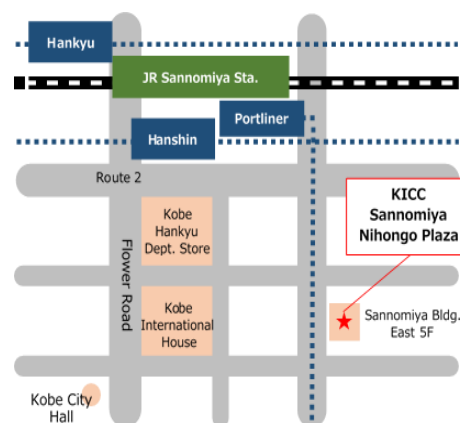 Hankyu
JR Sannomiya Sta.
Portliner
Hanshin
Route 2
KICC
Sannomiya
Nihongo Plaza
Kobe
Hankyu
Dept. Store
Flower Road
Kobe
International
House
Sannomiya Bldg.
East 5F
Kobe City
Hall